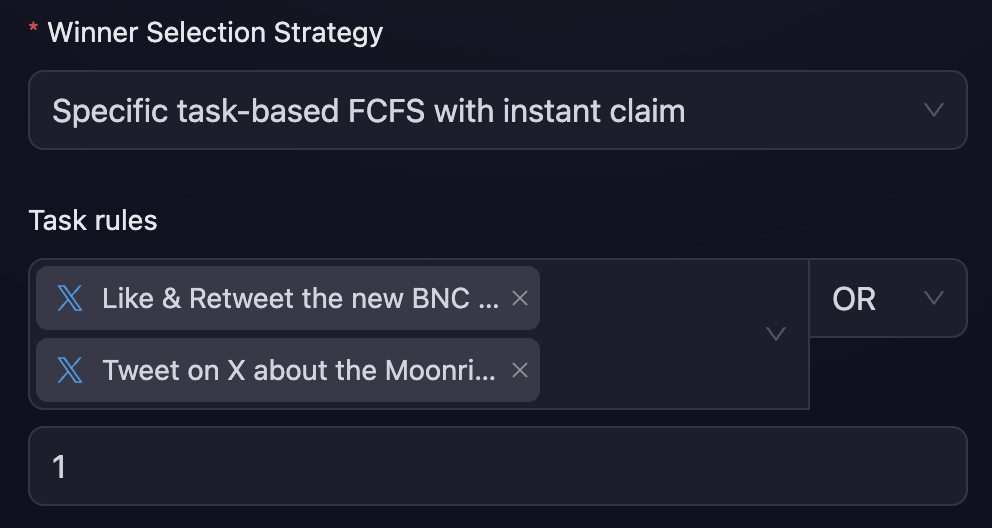 * Winner Selection Strategy
Specific task-based FCFS with instant claim
Task rules
Like & Retweet the new BNC ...
OR
Tweet on X about the Moonri...
1